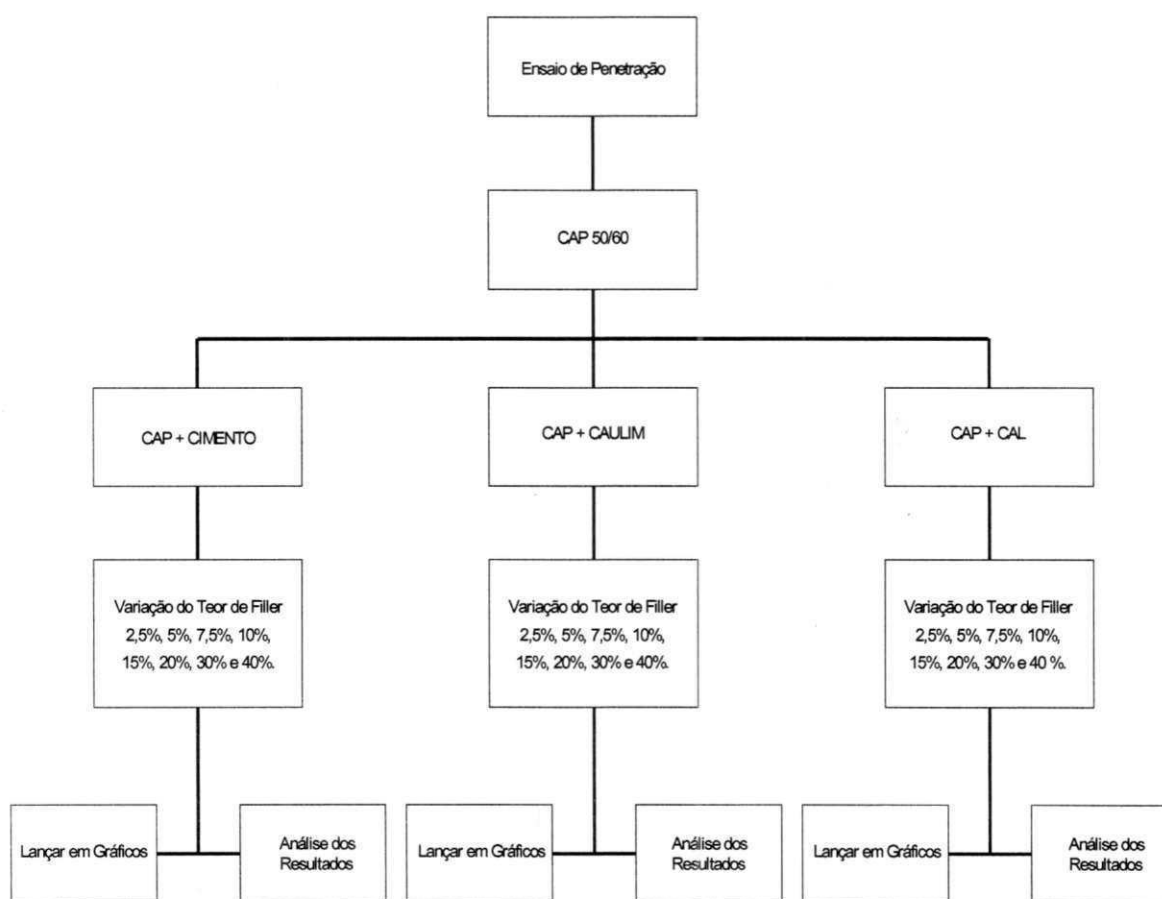 Ensaio de Penetração
CAP 50/60
CAP + CIMENTO
CAP + CAULIM
CAP + CAL
Variação do Teor de Filler
2,5%, 5%, 7,5%, 10%,
15%, 20%, 30% e 40%.
Variação do Teor de Filler
2,5%, 5%, 7,5%, 10%,
15%, 20%, 30% e 40%.
Variação do Teor de Filler
2,5%, 5%, 7,5%, 10%,
15%, 20%, 30% e 40 %.
Lançar em Gráficos
Análise dos
Resultados
Lançar em Gráficos
Análise dos
Resultados
Lançar em Gráficos
Análise dos
Resultados